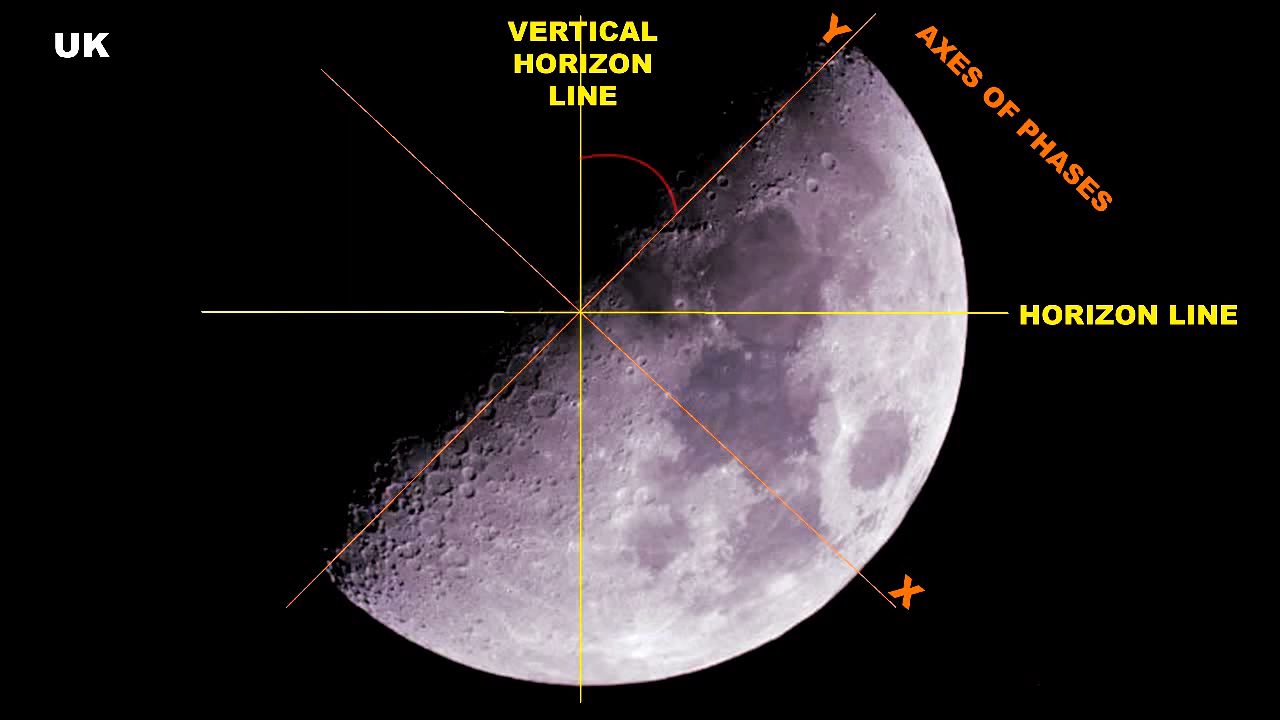 UK
VERTICAL
HORIZON
LINE
Y
AXES OF PHASES
HORIZON LINE
X